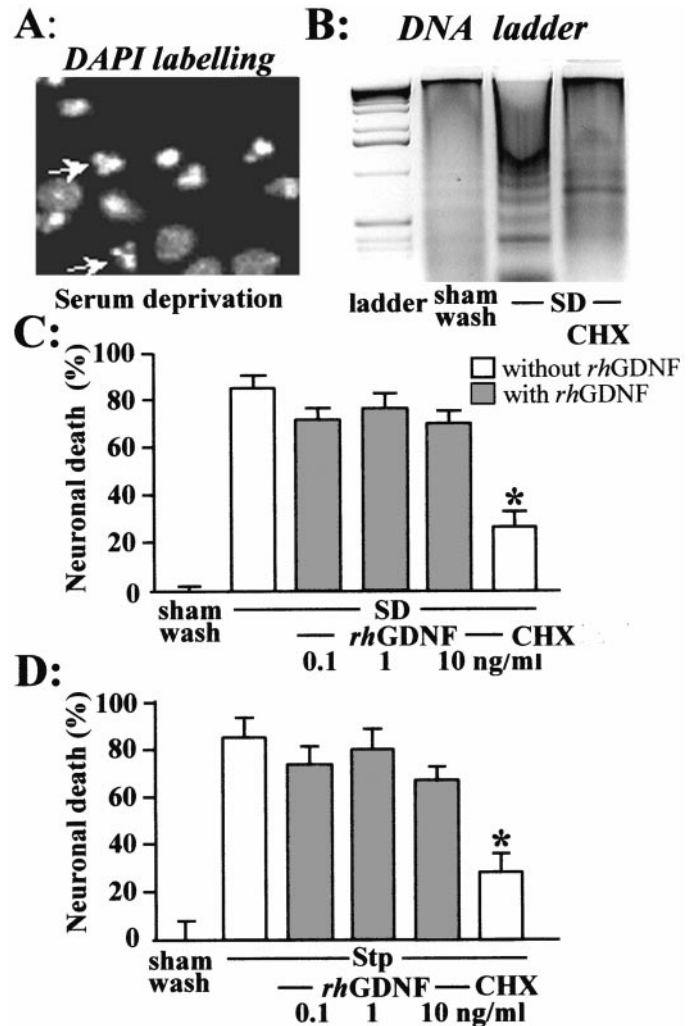 A:
DAPI labelling
Serum deprivation
B: DNA ladder
ladder sham wash — SD —
CHX
C:
Neuronal death (%)
100
80
60
40
20
0
without rhGDNF
with rhGDNF
*
sham wash
SD
— rhGDNF — CHX
0.1 1 10 ng/ml
D:
Neuronal death (%)
100
80
60
40
20
0
*
sham wash
Stp
— rhGDNF — CHX
0.1 1 10 ng/ml